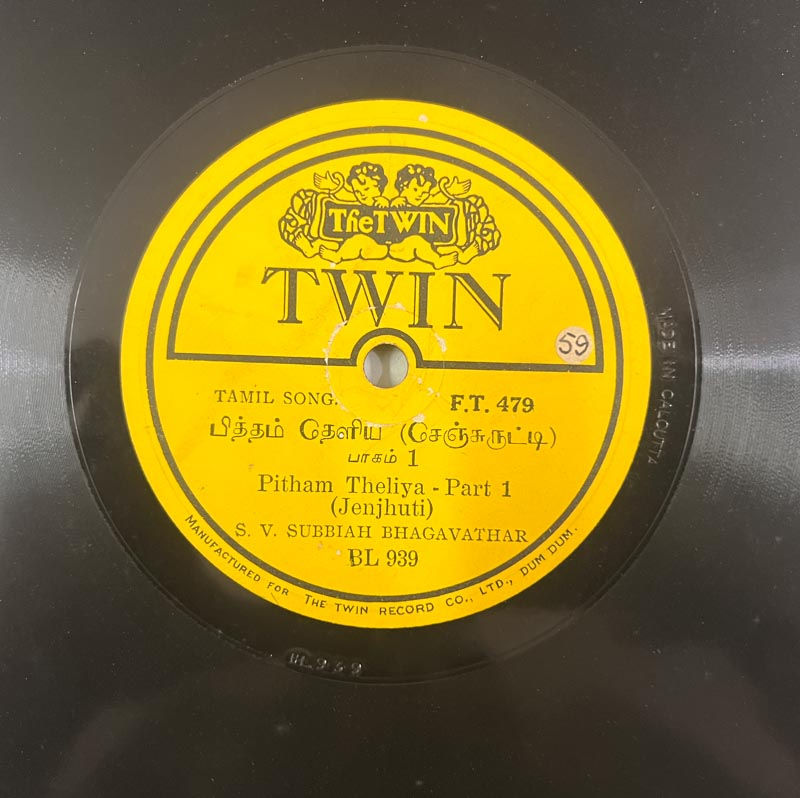 The TWIN
TWIN
59
TAMIL SONG.
F.T. 479
பித்தம் தெளிய (செஞ்சுருட்டி)
பாகம் 1
Pitham Theliya - Part 1
(Jenjhuti)
S. V. SUBBIAH BHAGAVATHAR
BL 939
MANUFACTURED FOR THE TWIN RECORD CO., LTD., DUM DUM.
MADE IN CALCUTTA
BL939